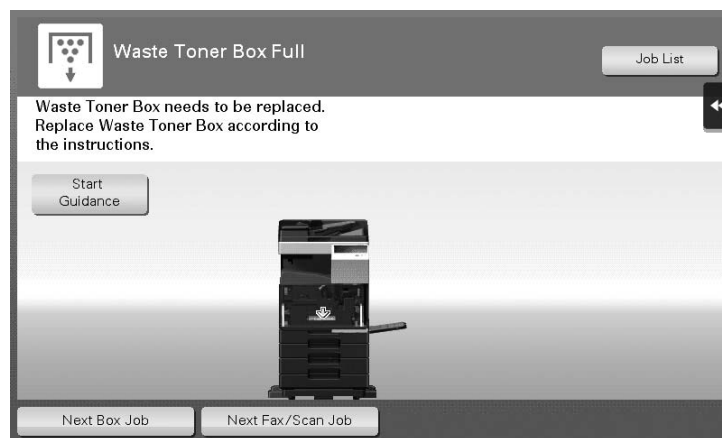 Waste Toner Box Full
Job List
Waste Toner Box needs to be replaced.
Replace Waste Toner Box according to
the instructions.
Start
Guidance
Next Box Job
Next Fax/Scan Job